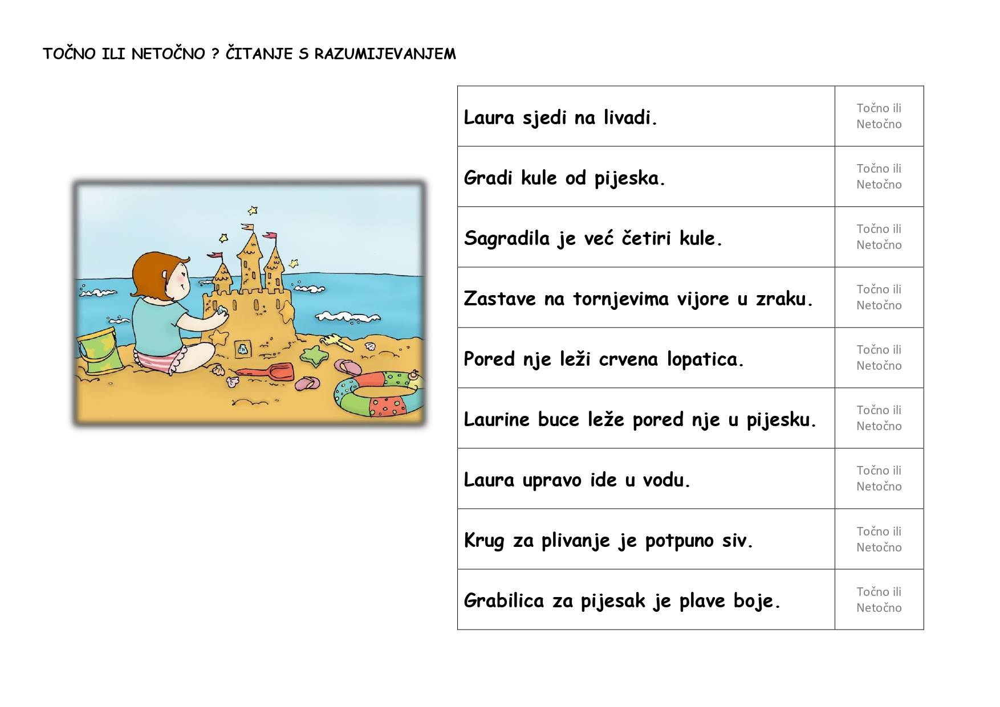 TOČNO ILI NETOČNO ? ČITANJE S RAZUMIJEVANJEM
Laura sjedi na livadi.
Točno ili
Netočno
Gradi kule od pijeska.
Točno ili
Netočno
Sagradila je već četiri kule.
Točno ili
Netočno
Zastave na tornjevima vijore u zraku.
Točno ili
Netočno
Pored nje leži crvena lopatica.
Točno ili
Netočno
Laurine buce leže pored nje u pijesku.
Točno ili
Netočno
Laura upravo ide u vodu.
Točno ili
Netočno
Krug za plivanje je potpuno siv.
Točno ili
Netočno
Grabilica za pijesak je plave boje.
Točno ili
Netočno